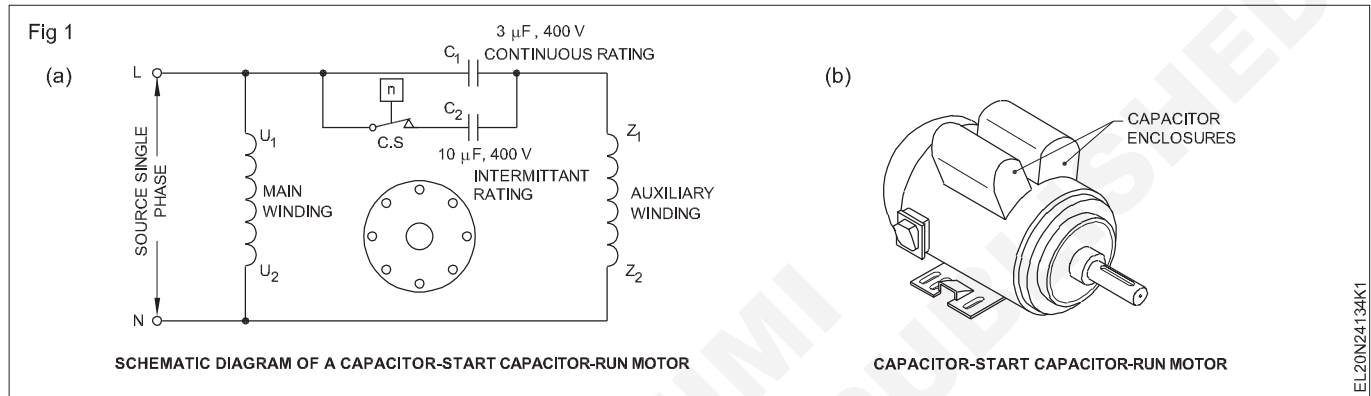 Fig 1
(a)
3 µF, 400 V
CONTINUOUS RATING
C1
L
n
C2
C.S
10 µF, 400 V
INTERMITTANT
RATING
SOURCE SINGLE
PHASE
U1
MAIN
WINDING
U2
Z1
AUXILIARY
WINDING
Z2
N
SCHEMATIC DIAGRAM OF A CAPACITOR-START CAPACITOR-RUN MOTOR
(b)
CAPACITOR
ENCLOSURES
CAPACITOR-START CAPACITOR-RUN MOTOR
EL20N24134K1